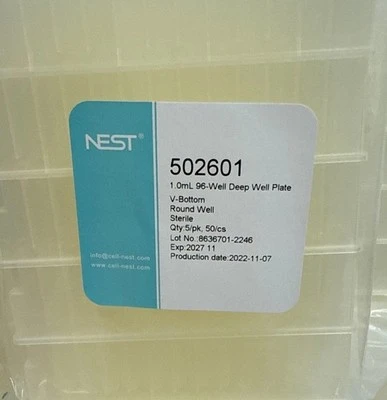 NEST®
502601
1.0mL 96-Well Deep Well Plate
V-Bottom
Round Well
Sterile
Qty:5/pk, 50/cs
Lot No.:8636701-2246
Exp:2027 11
Production date:2022-11-07
info@cell-nest.com
www.cell-nest.com